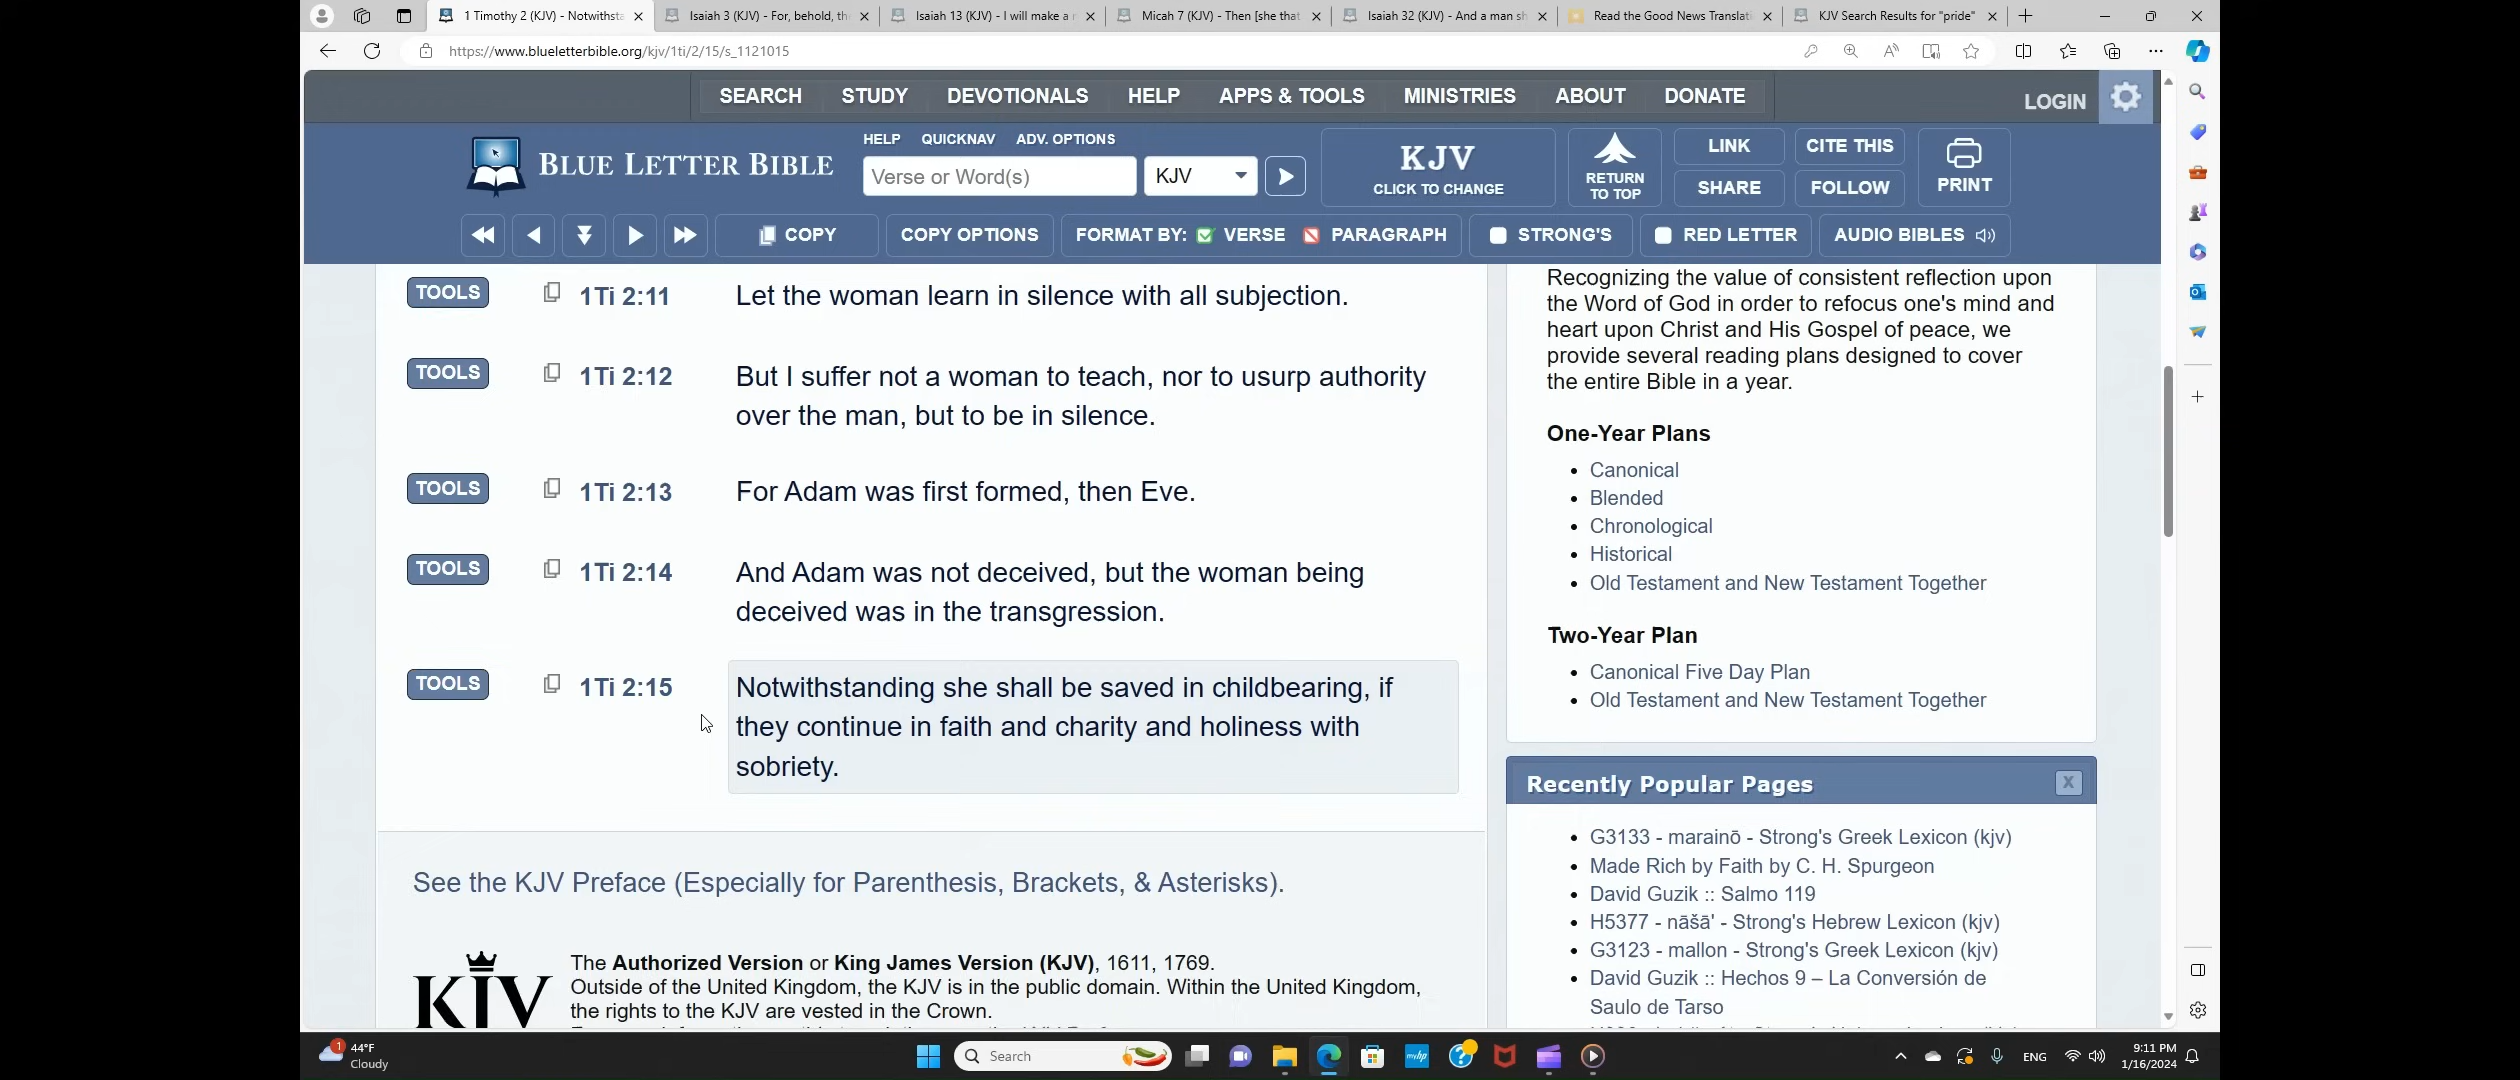 1 Timothy 2 (KJV) - Notwithsta
Isaiah 3 (KJV) - For, behold, th
Isaiah 13 (KJV) - I will make a
Micah 7 (KJV) - Then [she that
Isaiah 32 (KJV) - And a man sh
Read the Good News Translati
KJV Search Results for "pride"
https://www.blueletterbible.org/kjv/1ti/2/15/s_1121015
SEARCH STUDY DEVOTIONALS HELP APPS & TOOLS MINISTRIES ABOUT DONATE
LOGIN
BLUE LETTER BIBLE
HELP QUICKNAV ADV. OPTIONS
Verse or Word(s)
KJV
KJV
CLICK TO CHANGE
RETURN
TO TOP
LINK
CITE THIS
SHARE
FOLLOW
PRINT
COPY
COPY OPTIONS
FORMAT BY: VERSE PARAGRAPH
STRONG'S
RED LETTER
AUDIO BIBLES
TOOLS 1Ti 2:11 Let the woman learn in silence with all subjection.
TOOLS 1Ti 2:12 But I suffer not a woman to teach, nor to usurp authority
over the man, but to be in silence.
TOOLS 1Ti 2:13 For Adam was first formed, then Eve.
TOOLS 1Ti 2:14 And Adam was not deceived, but the woman being
deceived was in the transgression.
TOOLS 1Ti 2:15 Notwithstanding she shall be saved in childbearing, if
they continue in faith and charity and holiness with
sobriety.
See the KJV Preface (Especially for Parenthesis, Brackets, & Asterisks).
KJV
The Authorized Version or King James Version (KJV), 1611, 1769.
Outside of the United Kingdom, the KJV is in the public domain. Within the United Kingdom,
the rights to the KJV are vested in the Crown.
Recognizing the value of consistent reflection upon
the Word of God in order to refocus one's mind and
heart upon Christ and His Gospel of peace, we
provide several reading plans designed to cover
the entire Bible in a year.
One-Year Plans
Canonical
Blended
Chronological
Historical
Old Testament and New Testament Together
Two-Year Plan
Canonical Five Day Plan
Old Testament and New Testament Together
Recently Popular Pages
X
G3133 - marainō - Strong's Greek Lexicon (kjv)
Made Rich by Faith by C. H. Spurgeon
David Guzik :: Salmo 119
H5377 - nāšā' - Strong's Hebrew Lexicon (kjv)
G3123 - mallon - Strong's Greek Lexicon (kjv)
David Guzik :: Hechos 9 – La Conversión de
Saulo de Tarso
1
44°F
Cloudy
Search
myhp
ENG
9:11 PM
1/16/2024